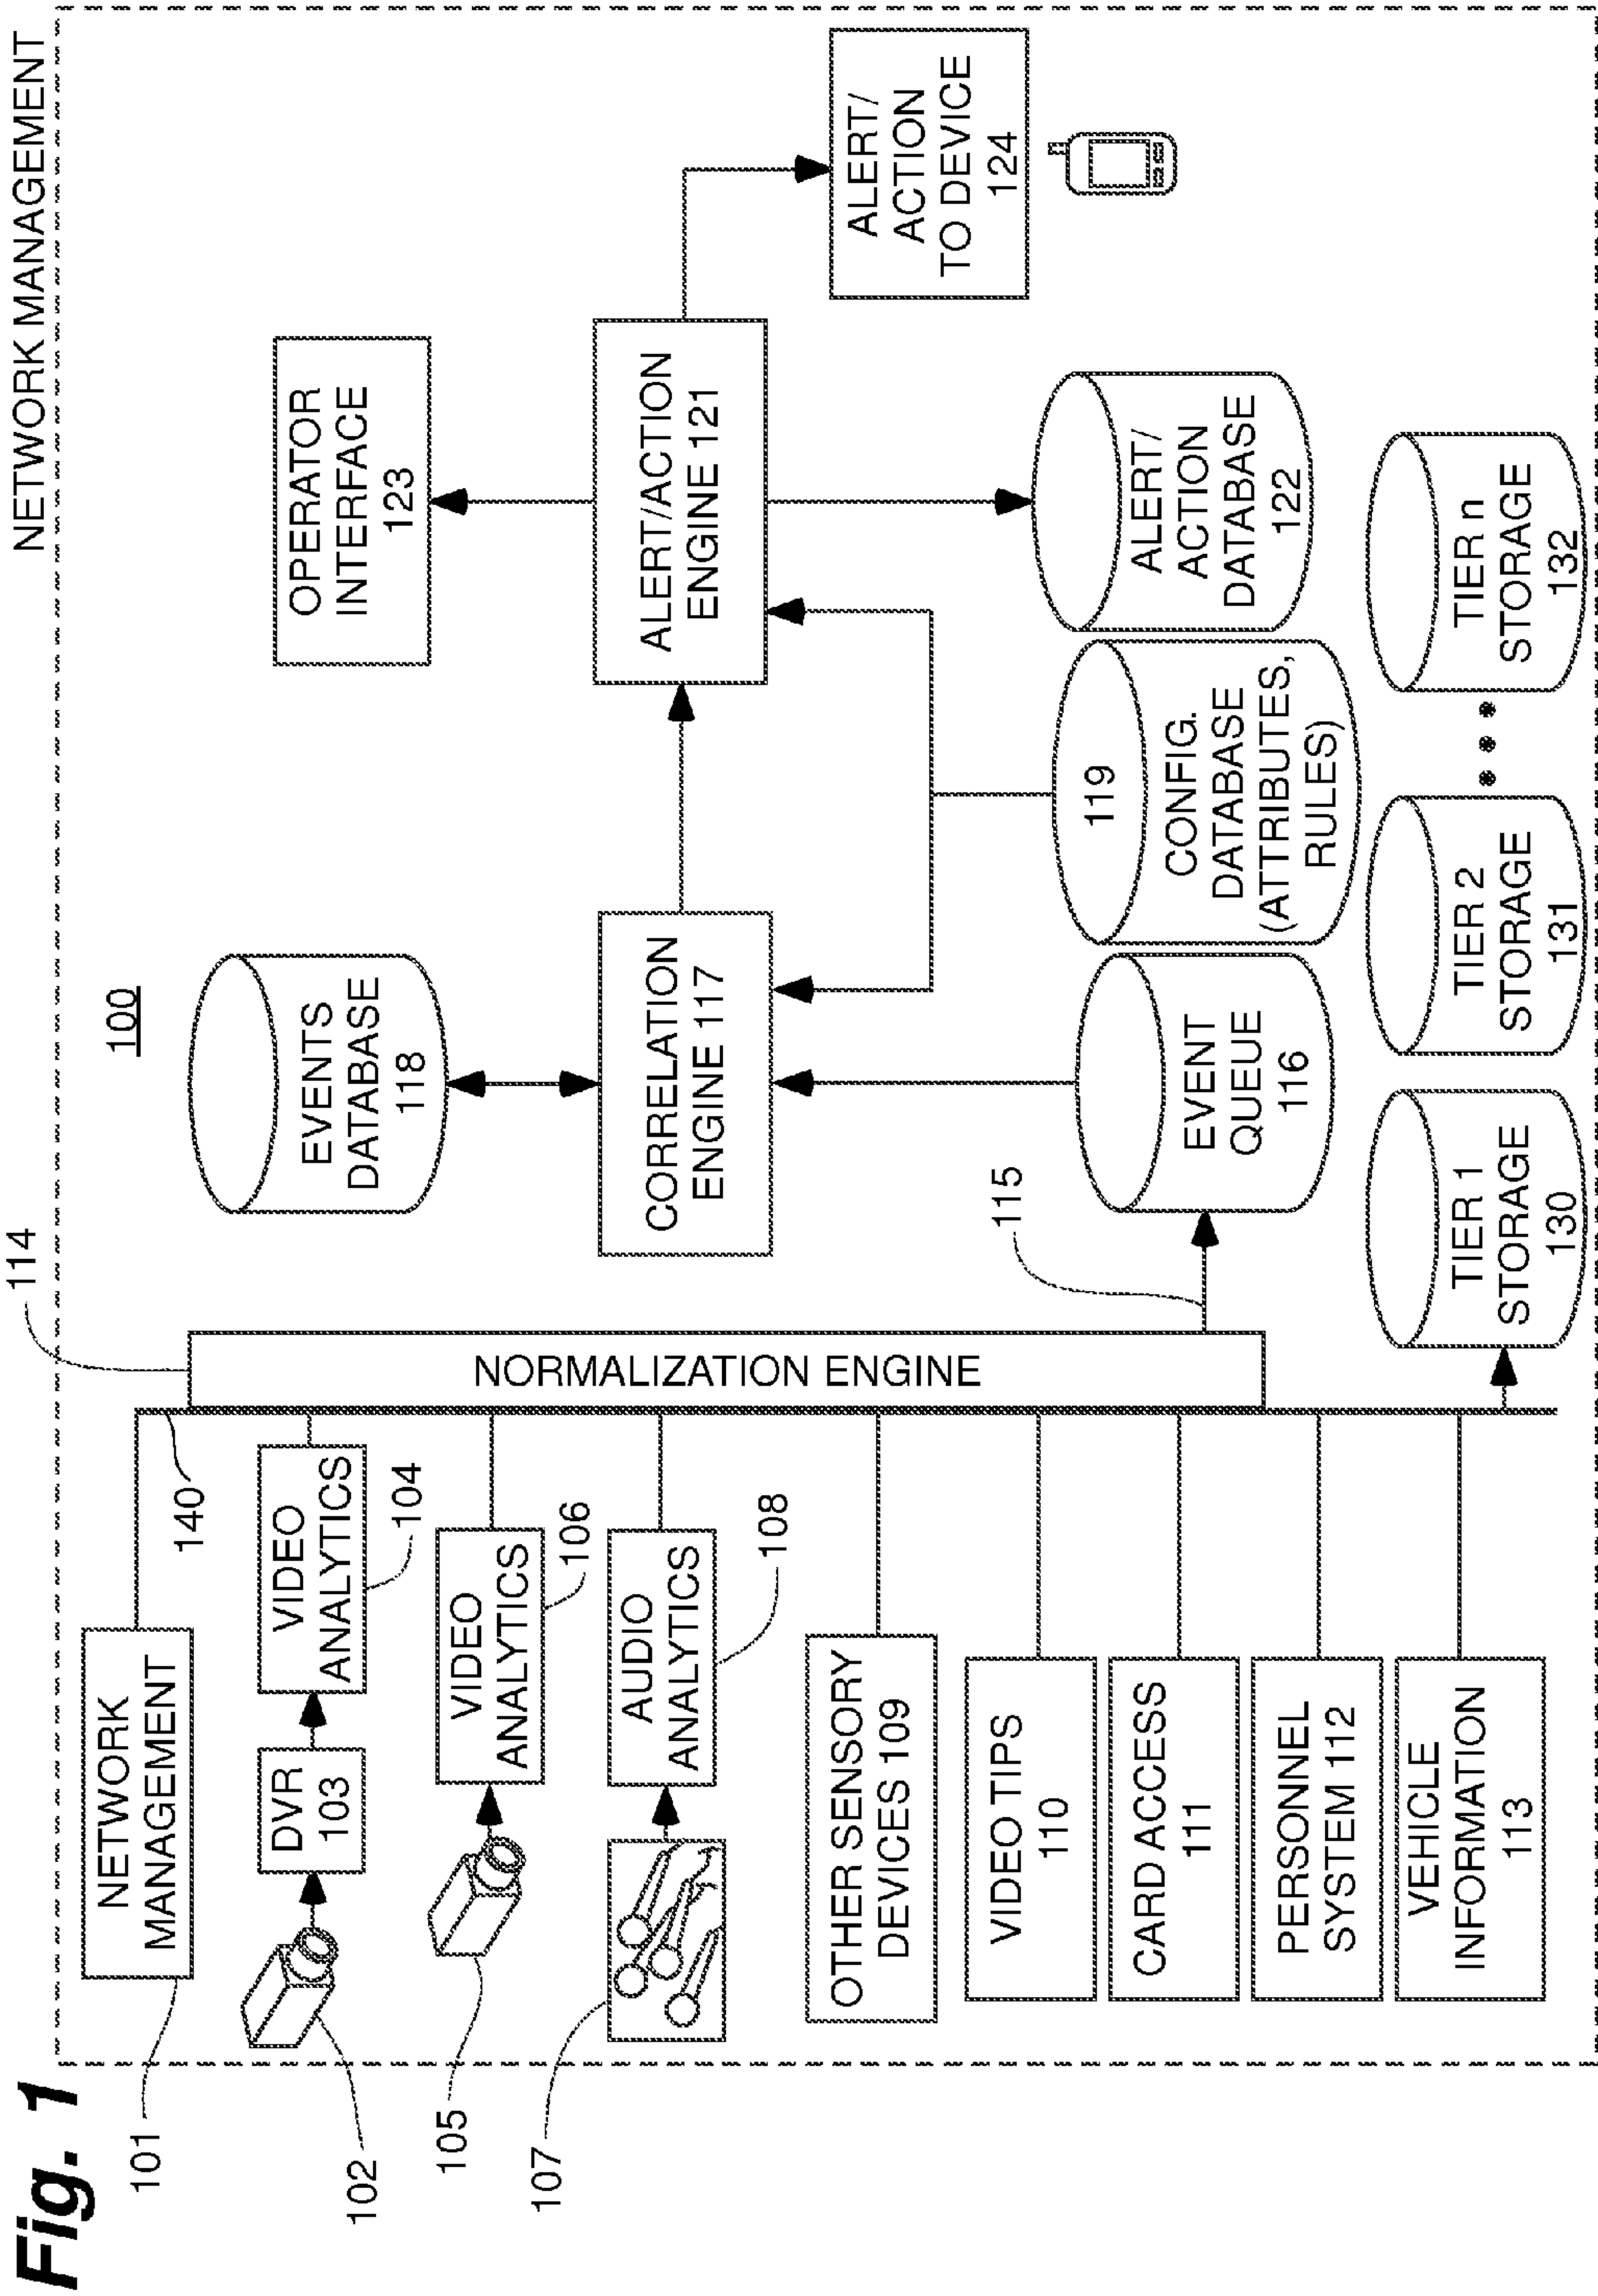 Fig. 1
NETWORK MANAGEMENT
100
114
101
NETWORK
MANAGEMENT
140
102
DVR
103
VIDEO
ANALYTICS
104
105
VIDEO
ANALYTICS
106
107
AUDIO
ANALYTICS
108
OTHER SENSORY
DEVICES 109
VIDEO TIPS
110
CARD ACCESS
111
PERSONNEL
SYSTEM 112
VEHICLE
INFORMATION
113
NORMALIZATION ENGINE
115
EVENTS
DATABASE
118
CORRELATION
ENGINE 117
EVENT
QUEUE
116
OPERATOR
INTERFACE
123
ALERT/ACTION
ENGINE 121
119
CONFIG.
DATABASE
(ATTRIBUTES,
RULES)
ALERT/
ACTION
DATABASE
122
ALERT/
ACTION
TO DEVICE
124
TIER 1
STORAGE
130
TIER 2
STORAGE
131
TIER n
STORAGE
132